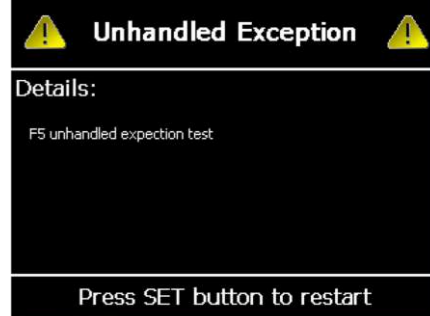 Unhandled Exception
Details:
F5 unhandled expection test
Press SET button to restart